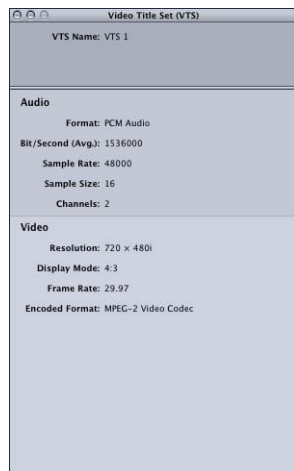 Video Title Set (VTS)
VTS Name: VTS 1
Audio
Format: PCM Audio
Bit/Second (Avg.): 1536000
Sample Rate: 48000
Sample Size: 16
Channels: 2
Video
Resolution: 720 × 480i
Display Mode: 4:3
Frame Rate: 29.97
Encoded Format: MPEG-2 Video Codec